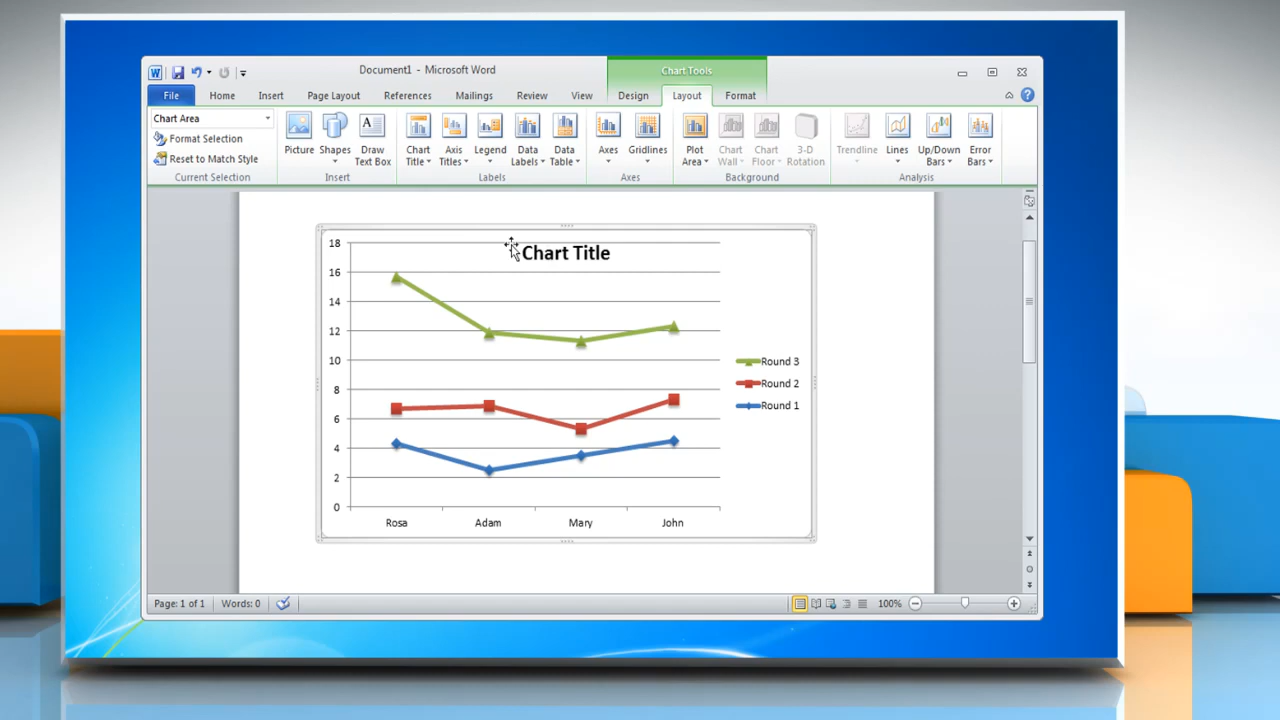 Document1 - Microsoft Word
Chart Tools
File Home Insert Page Layout References Mailings Review View Design Layout Format
Chart Area
Format Selection
Reset to Match Style
Current Selection
Picture
Shapes
Draw
Text Box
Insert
Chart
Title
Axis
Titles
Legend
Data
Labels
Data
Table
Labels
Axes
Gridlines
Axes
Plot
Area
Chart
Wall
Chart
Floor
3-D
Rotation
Background
Trendline
Lines
Up/Down
Bars
Error
Bars
Analysis
Chart Title
18
16
14
12
10
8
6
4
2
0
Rosa Adam Mary John
Round 3
Round 2
Round 1
Page: 1 of 1 Words: 0 100%